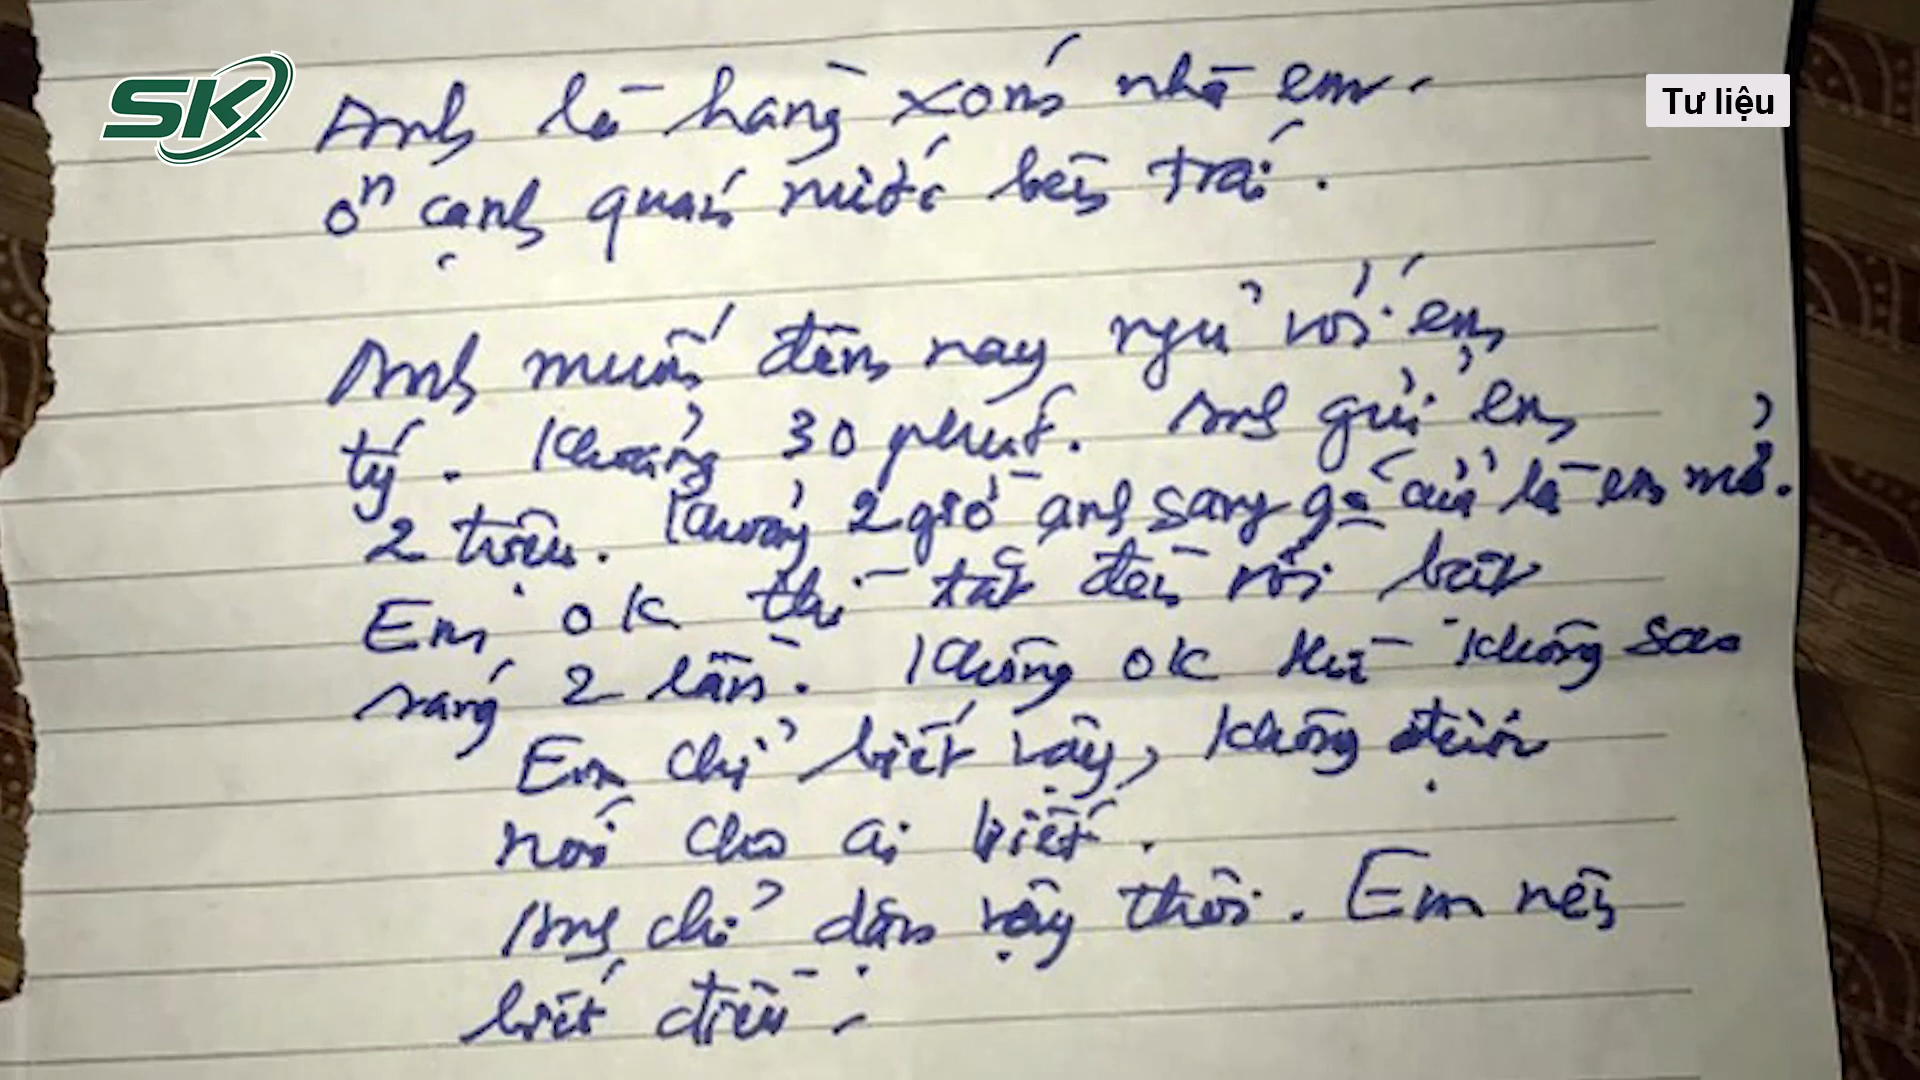 SK
Tư liệu
Anh là hàng xóm nhà em.
ở cạnh quán nước bên trái.
Anh muốn đêm nay ngủ với em
tý. Khoảng 30 phút. Anh gửi em
2 triệu. Khoảng 2 giờ anh sang gõ cửa là em mở.
Em ok thì tắt đèn rồi bật
sáng 2 lần. Không ok thì không sao
Em chỉ biết vậy, không được
nói cho ai biết.
Anh chỉ dặn vậy thôi. Em nên
biết điều.